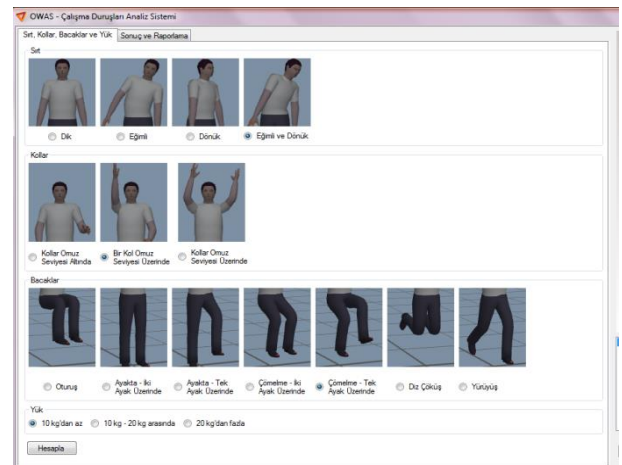 OWAS - Çalışma Duruşları Analiz Sistemi
Sırt, Kollar, Bacaklar ve Yük Sonuç ve Raporlama
Sırt
Dik Eğimli Dönük Eğimli ve Dönük
Kollar
Kollar Omuz Seviyesi Altında
Bir Kol Omuz Seviyesi Üzerinde
Kollar Omuz Seviyesi Üzerinde
Bacaklar
Oturuş
Ayakta - İki Ayak Üzerinde
Ayakta - Tek Ayak Üzerinde
Çömelme - İki Ayak Üzerinde
Çömelme - Tek Ayak Üzerinde
Diz Çöküş
Yürüyüş
Yük
10 kg'dan az 10 kg - 20 kg arasında 20 kg'dan fazla
Hesapla